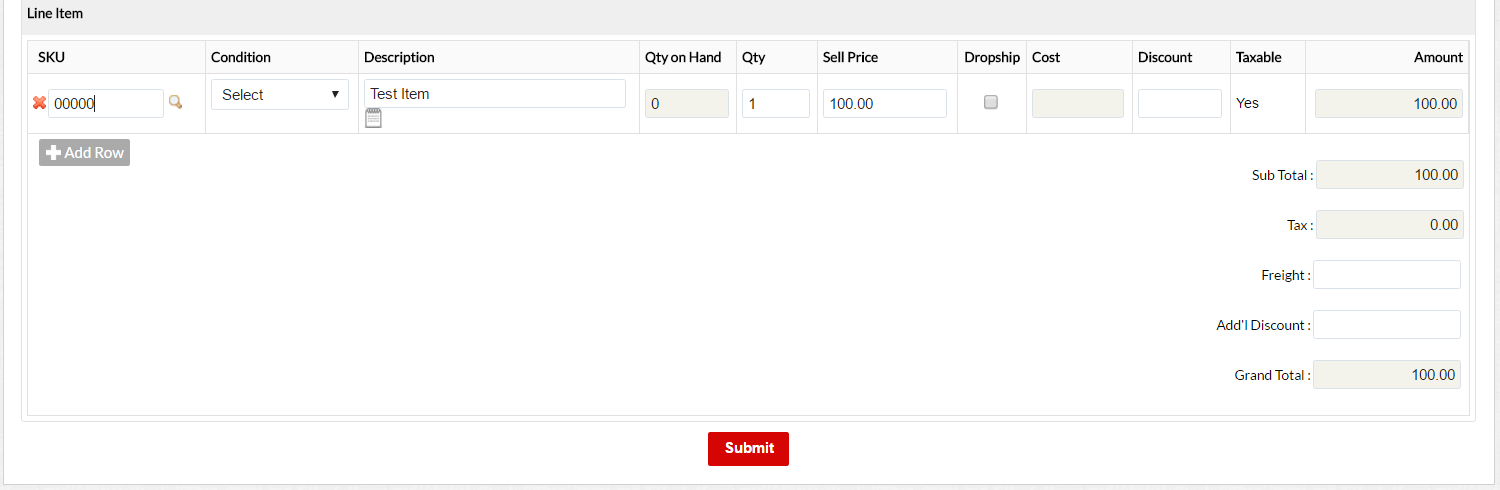 Line Item
SKU Condition Description Qty on Hand Qty Sell Price Dropship Cost Discount Taxable Amount
00000 Select Test Item 0 1 100.00 Yes 100.00
Add Row
Sub Total : 100.00
Tax : 0.00
Freight :
Add'l Discount :
Grand Total : 100.00
Submit